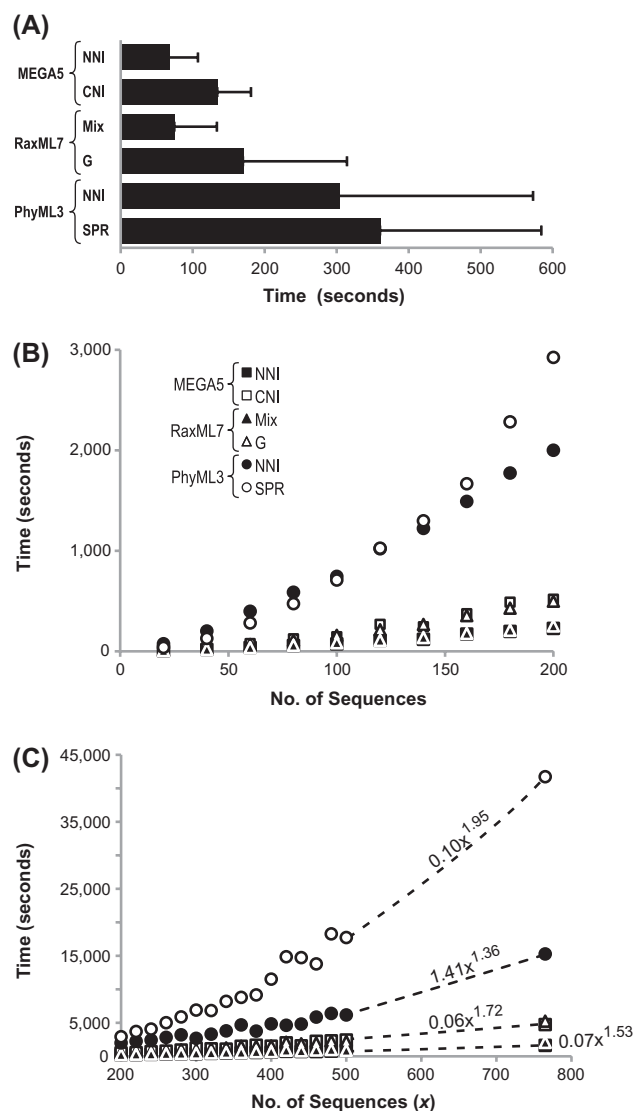 (A)
MEGA5
NNI
CNI
RaxML7
Mix
G
PhyML3
NNI
SPR
0 100 200 300 400 500 600
Time (seconds)
(B)
3,000
2,000
1,000
0
Time (seconds)
MEGA5
NNI
CNI
RaxML7
Mix
G
PhyML3
NNI
SPR
0 50 100 150 200
No. of Sequences
(C)
45,000
35,000
25,000
15,000
5,000
0
Time (seconds)
0.10x^1.95
1.41x^1.36
0.06x^1.72
0.07x^1.53
200 300 400 500 600 700 800
No. of Sequences (x)